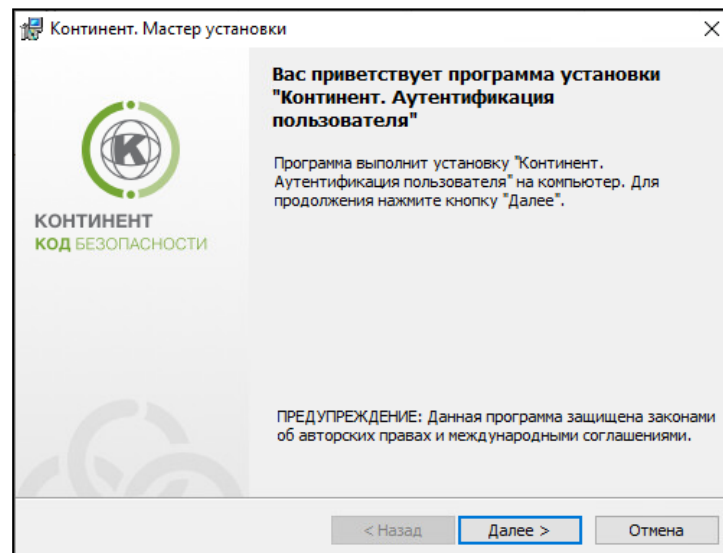 Континент. Мастер установки
Вас приветствует программа установки
"Континент. Аутентификация
пользователя"
Программа выполнит установку "Континент.
Аутентификация пользователя" на компьютер. Для
продолжения нажмите кнопку "Далее".
К
КОНТИНЕНТ
КОД БЕЗОПАСНОСТИ
ПРЕДУПРЕЖДЕНИЕ: Данная программа защищена законами
об авторских правах и международными соглашениями.
< Назад
Далее >
Отмена